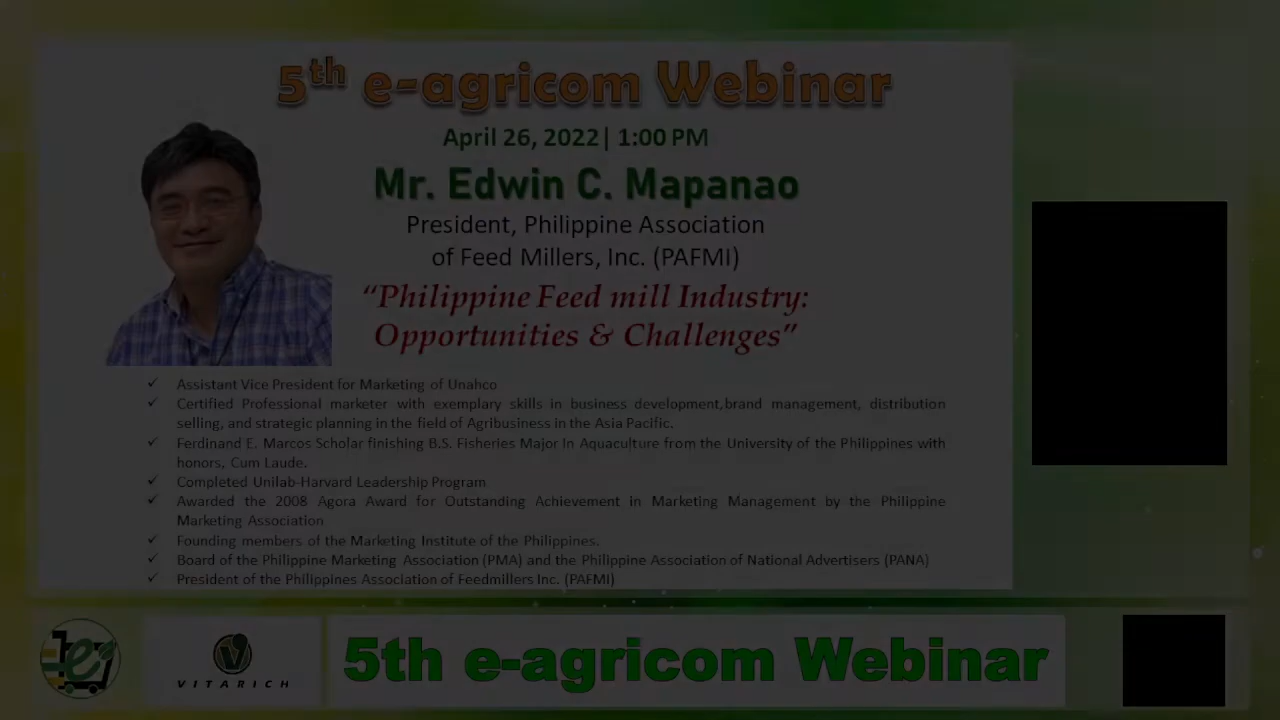 5th e-agricom Webinar
April 26, 2022| 1:00 PM
Mr. Edwin C. Mapanao
President, Philippine Association
of Feed Millers, Inc. (PAFMI)
“Philippine Feed mill Industry:
Opportunities & Challenges”
✓ Assistant Vice President for Marketing of Unahco
✓ Certified Professional marketer with exemplary skills in business development,brand management, distribution
selling, and strategic planning in the field of Agribusiness in the Asia Pacific.
✓ Ferdinand E. Marcos Scholar finishing B.S. Fisheries Major in Aquaculture from the University of the Philippines with
honors, Cum Laude.
✓ Completed Unilab-Harvard Leadership Program
✓ Awarded the 2008 Agora Award for Outstanding Achievement in Marketing Management by the Philippine
Marketing Association
✓ Founding members of the Marketing Institute of the Philippines.
✓ Board of the Philippine Marketing Association (PMA) and the Philippine Association of National Advertisers (PANA)
✓ President of the Philippines Association of Feedmillers Inc. (PAFMI)
e
VITARICH
5th e-agricom Webinar